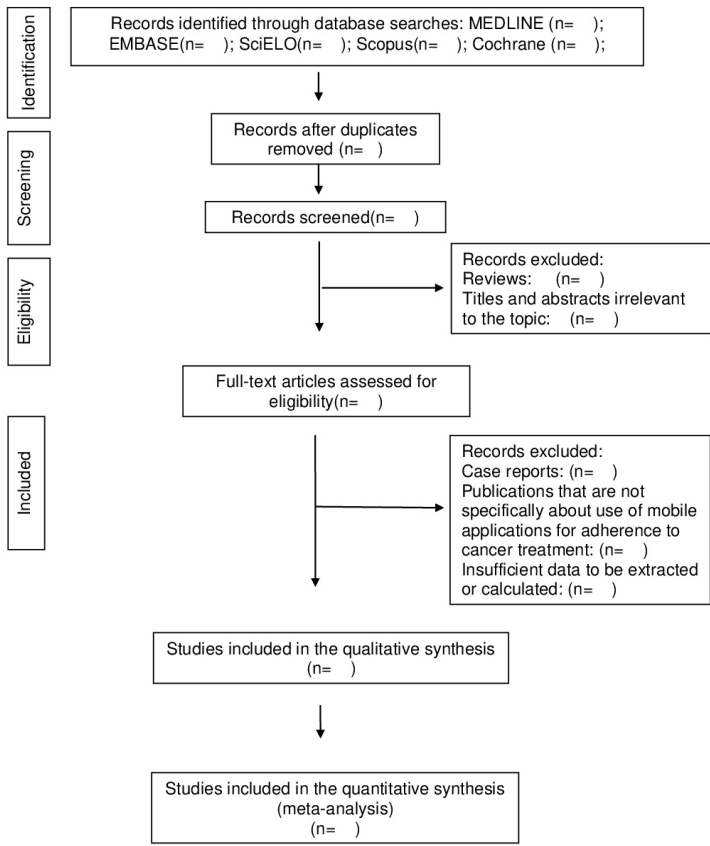 Identification
Records identified through database searches: MEDLINE (n= );
EMBASE(n= ); SciELO(n= ); Scopus(n= ); Cochrane (n= );
Records after duplicates
removed (n= )
Screening
Records screened(n= )
Eligibility
Records excluded:
Reviews: (n= )
Titles and abstracts irrelevant
to the topic: (n= )
Full-text articles assessed for
eligibility(n= )
Included
Records excluded:
Case reports: (n= )
Publications that are not
specifically about use of mobile
applications for adherence to
cancer treatment: (n= )
Insufficient data to be extracted
or calculated: (n= )
Studies included in the qualitative synthesis
(n= )
Studies included in the quantitative synthesis
(meta-analysis)
(n= )